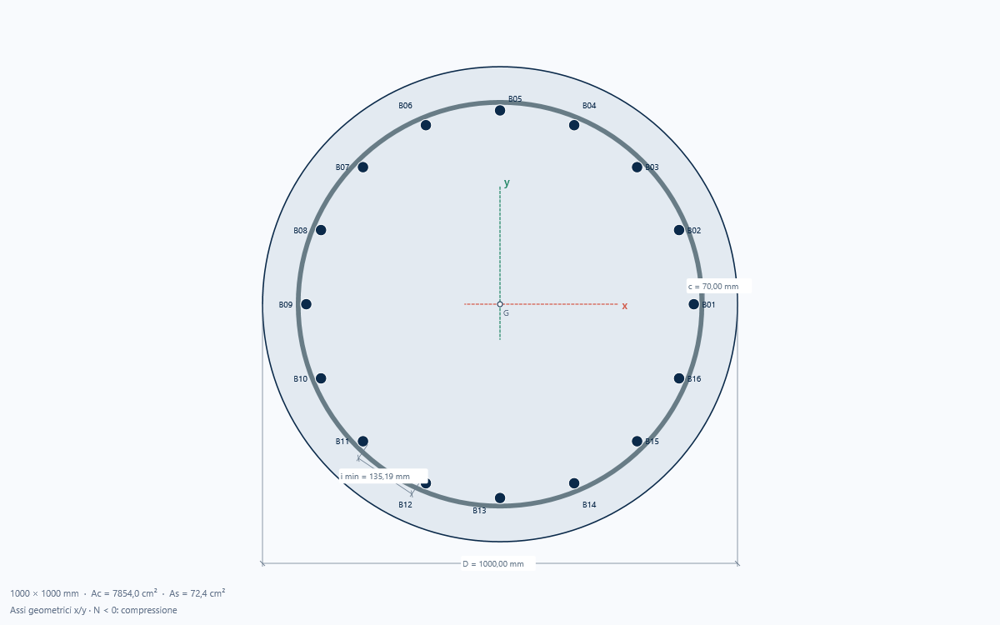 B05
B06
B04
B07
B03
y
B08
B02
c = 70,00 mm
B09
x
B01
G
B10
B16
B11
B15
i min = 135,19 mm
B12
B14
B13
D = 1000,00 mm
1000 × 1000 mm · Ac = 7854,0 cm² · As = 72,4 cm²
Assi geometrici x/y · N < 0: compressione